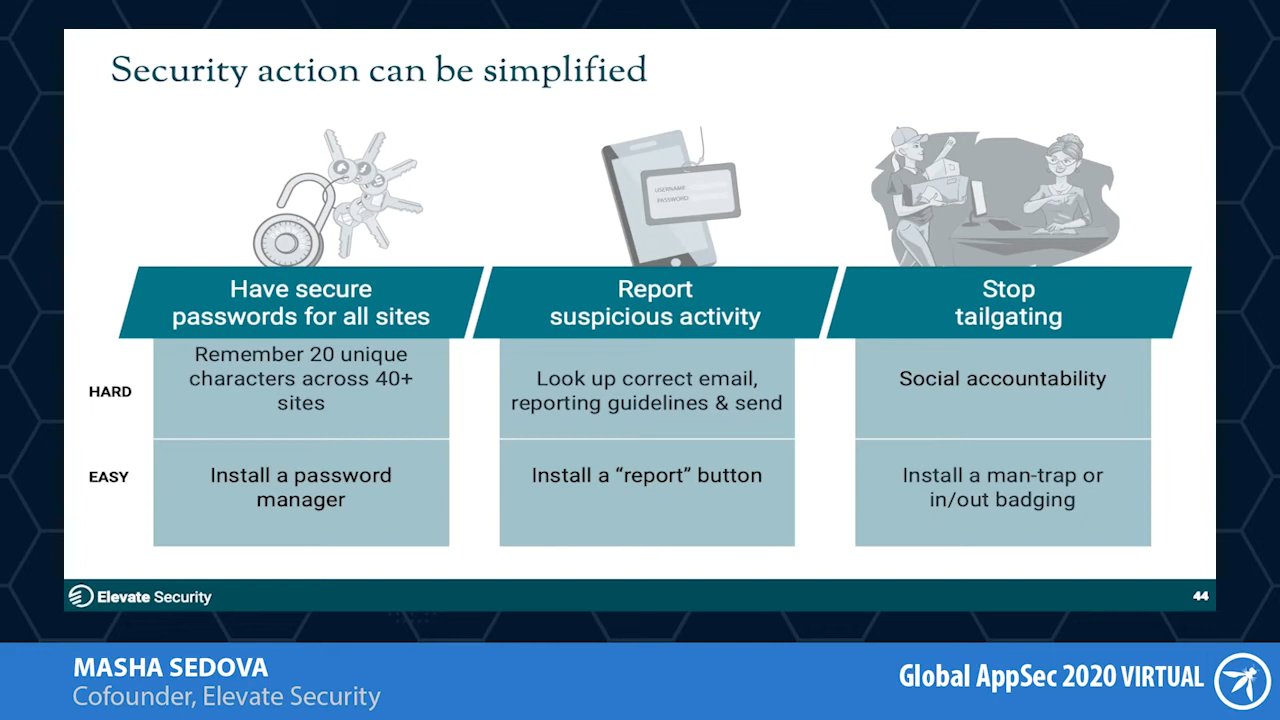 Security action can be simplified
USERNAME
PASSWORD
Have secure
passwords for all sites
Report
suspicious activity
Stop
tailgating
HARD
Remember 20 unique
characters across 40+
sites
Look up correct email,
reporting guidelines & send
Social accountability
EASY
Install a password
manager
Install a “report” button
Install a man-trap or
in/out badging
Elevate Security
44
MASHA SEDOVA
Cofounder, Elevate Security
Global AppSec 2020 VIRTUAL